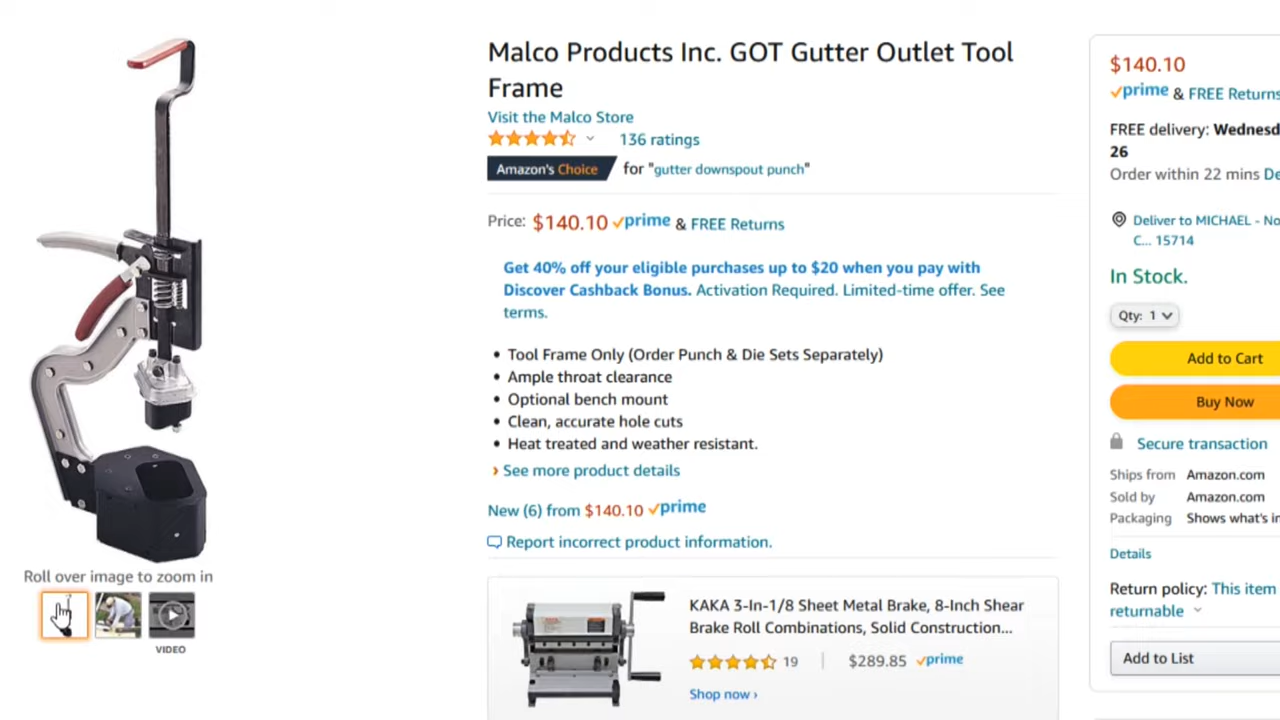 Malco Products Inc. GOT Gutter Outlet Tool
Frame
Visit the Malco Store
136 ratings
Amazon's Choice for "gutter downspout punch"
Price: $140.10 prime & FREE Returns
Get 40% off your eligible purchases up to $20 when you pay with
Discover Cashback Bonus. Activation Required. Limited-time offer. See
terms.
• Tool Frame Only (Order Punch & Die Sets Separately)
• Ample throat clearance
• Optional bench mount
• Clean, accurate hole cuts
• Heat treated and weather resistant.
› See more product details
New (6) from $140.10 prime
Report incorrect product information.
Roll over image to zoom in
VIDEO
KAKA 3-In-1/8 Sheet Metal Brake, 8-Inch Shear
Brake Roll Combinations, Solid Construction...
19 | $289.85 prime
Shop now ›
$140.10
prime & FREE Returns
FREE delivery: Wednesd
26
Order within 22 mins De
Deliver to MICHAEL - No
C... 15714
In Stock.
Qty: 1
Add to Cart
Buy Now
Secure transaction
Ships from Amazon.com
Sold by Amazon.com
Packaging Shows what's in
Details
Return policy: This item
returnable
Add to List